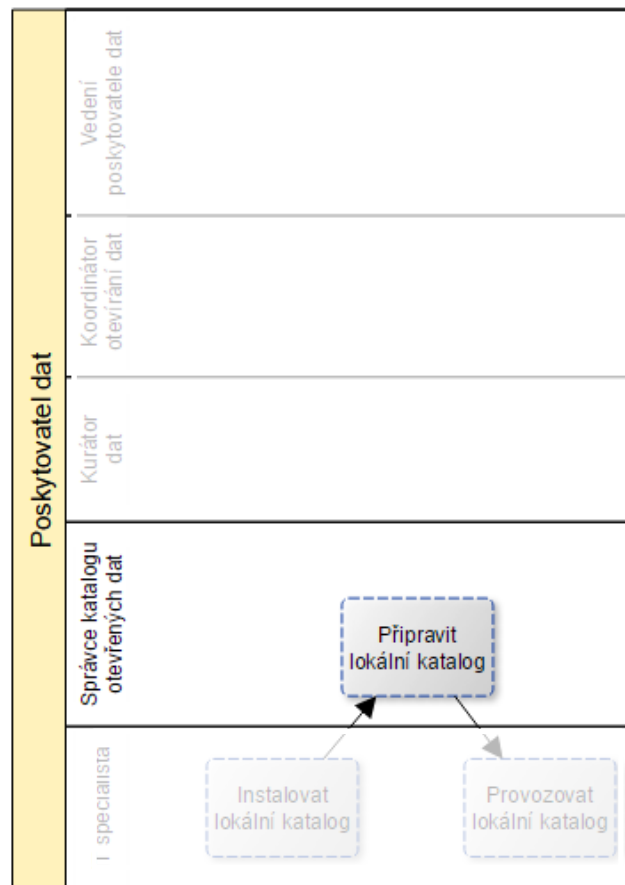 Poskytovatel dat
Vedení
poskytovatele dat
Koordinátor
otevírání dat
Kurátor
dat
Správce katalogu
otevřených dat
Připravit
lokální katalog
I specialista
Instalovat
lokální katalog
Provozovat
lokální katalog